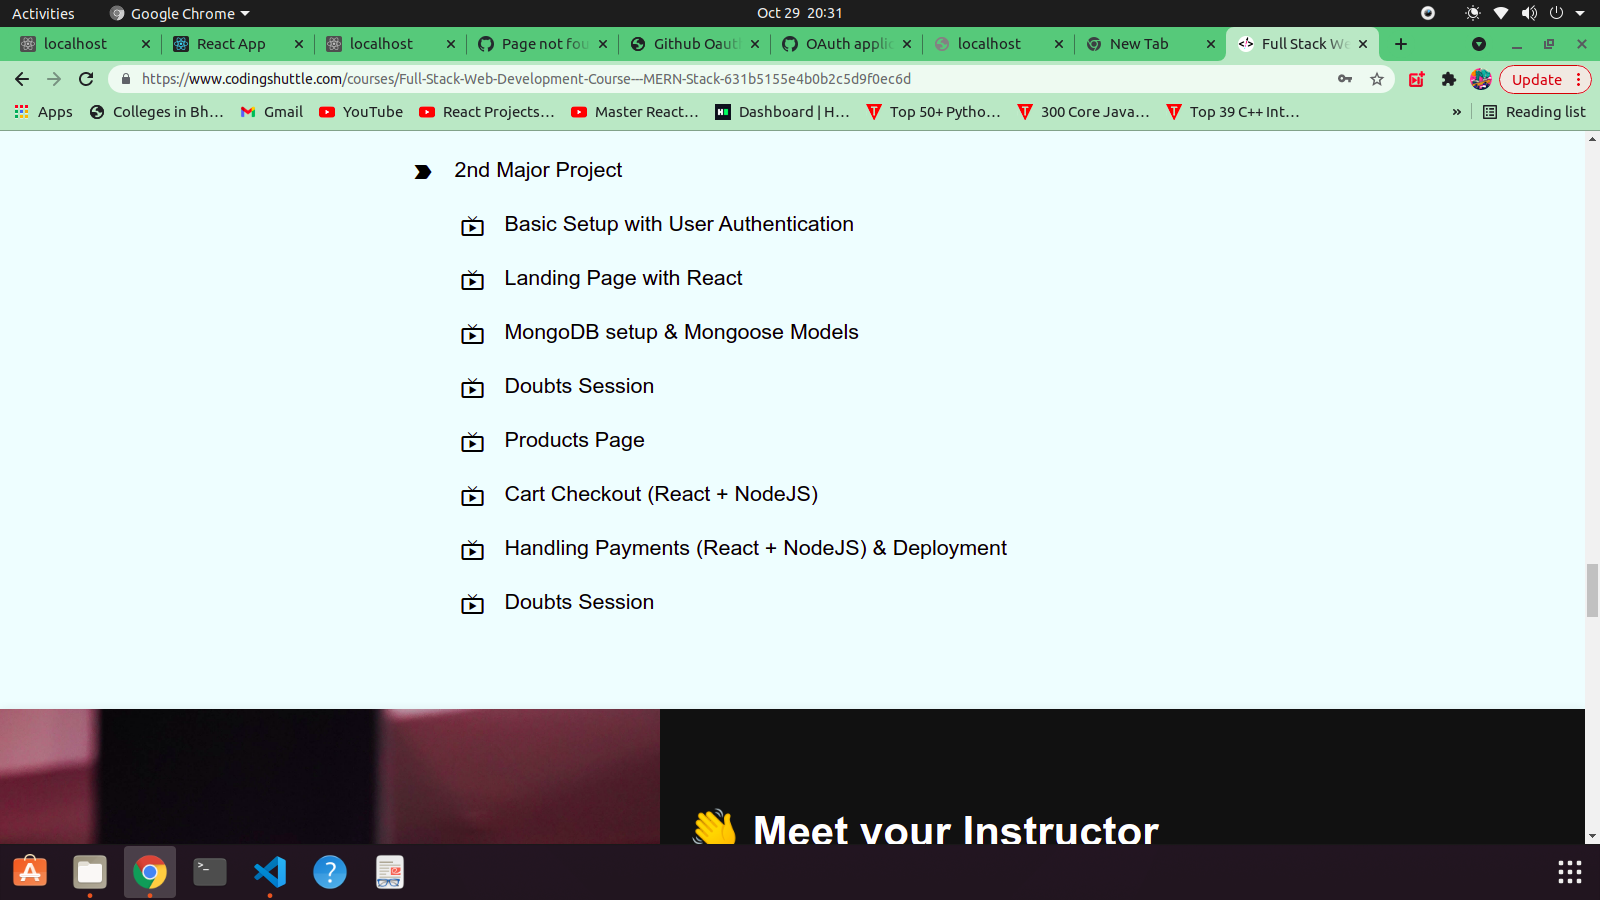 Activities Google Chrome Oct 29 20:31
localhost React App localhost Page not fou Github Oaut OAuth applic localhost New Tab Full Stack We
https://www.codingshuttle.com/courses/Full-Stack-Web-Development-Course---MERN-Stack-631b5155e4b0b2c5d9f0ec6d Update
Apps Colleges in Bh... Gmail YouTube React Projects... Master React... Dashboard | H... Top 50+ Pytho... 300 Core Java... Top 39 C++ Int... » Reading list
2nd Major Project
Basic Setup with User Authentication
Landing Page with React
MongoDB setup & Mongoose Models
Doubts Session
Products Page
Cart Checkout (React + NodeJS)
Handling Payments (React + NodeJS) & Deployment
Doubts Session
👋 Meet your Instructor